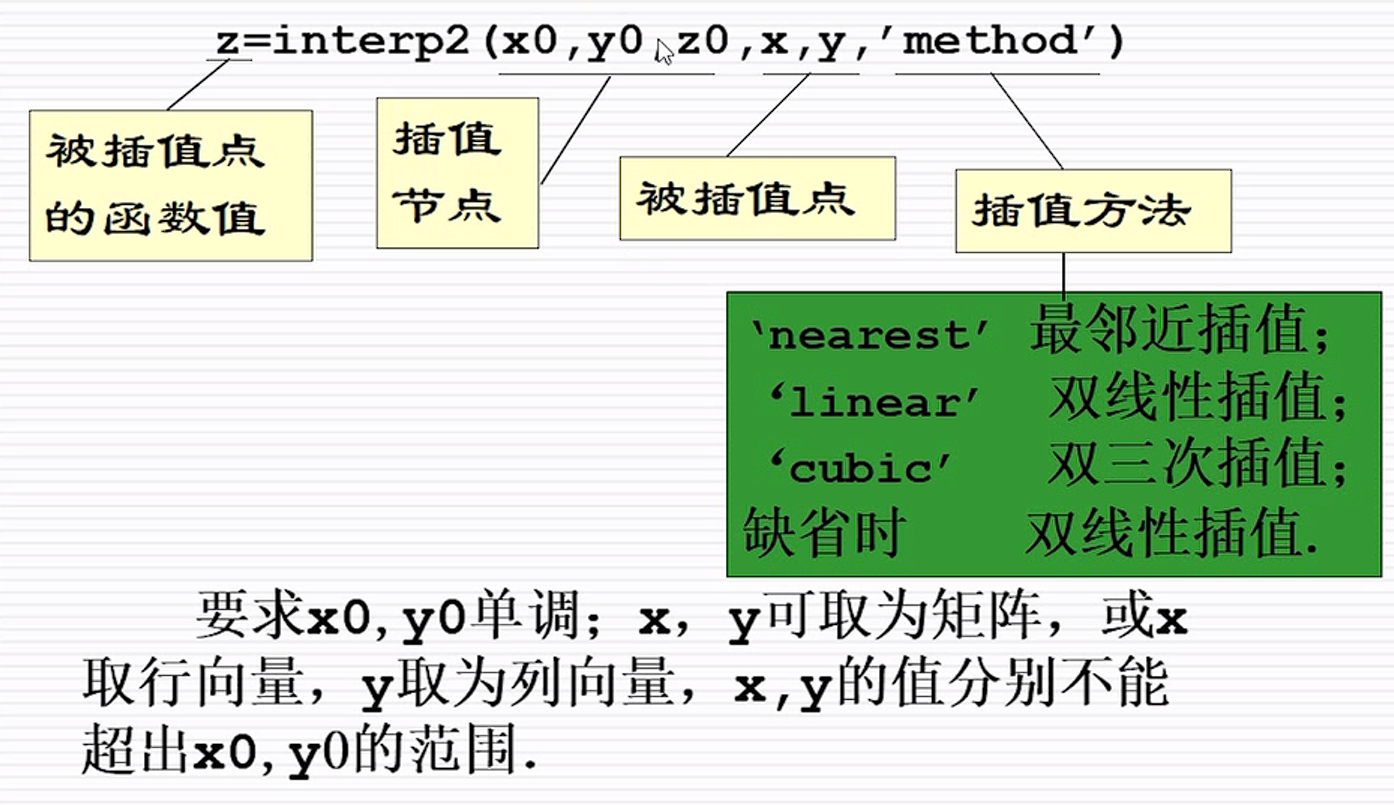 z=interp2(x0,y0,z0,x,y,’method’)
被插值点
的函数值
插值
节点
被插值点
插值方法
‘nearest’ 最邻近插值;
‘linear’ 双线性插值;
‘cubic’ 双三次插值;
缺省时 双线性插值.
要求x0,y0单调；x，y可取为矩阵，或x
取行向量，y取为列向量，x,y的值分别不能
超出x0,y0的范围.